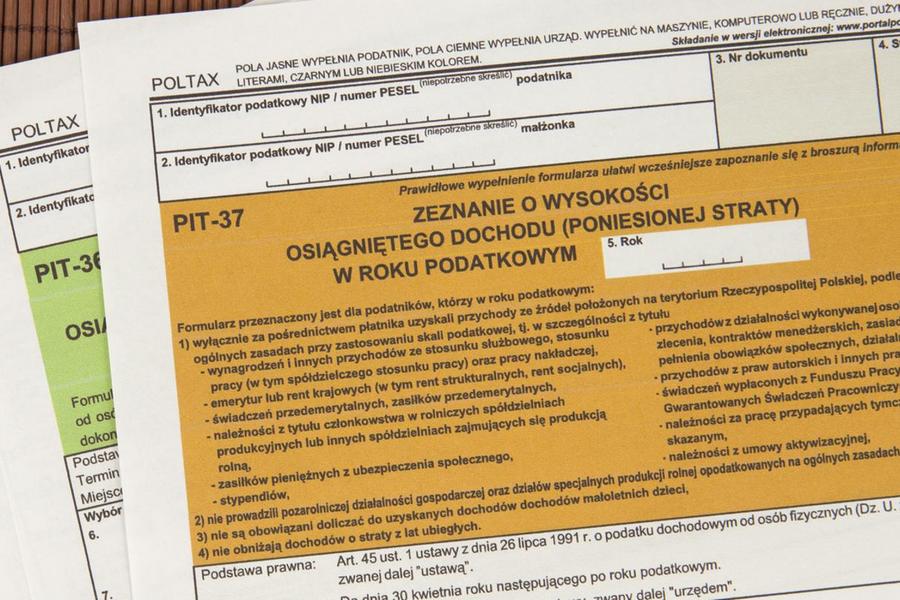 POLTAX
POLA JASNE WYPEŁNIA PODATNIK, POLA CIEMNE WYPEŁNIA URZĄD. WYPEŁNIĆ NA MASZYNIE, KOMPUTEROWO LUB RĘCZNIE, DUŻYM
LITERAMI, CZARNYM LUB NIEBIESKIM KOLOREM.
Składanie w wersji elektronicznej: www.portalpo
1. Identyfikator podatkowy NIP / numer PESEL (niepotrzebne skreślić) podatnika
3. Nr dokumentu
4. S
2. Identyfikator podatkowy NIP / numer PESEL (niepotrzebne skreślić) małżonka
Prawidłowe wypełnienie formularza ułatwi wcześniejsze zapoznanie się z broszurą inform
PIT-37
ZEZNANIE O WYSOKOŚCI
OSIĄGNIĘTEGO DOCHODU (PONIESIONEJ STRATY)
W ROKU PODATKOWYM
5. Rok
Formularz przeznaczony jest dla podatników, którzy w roku podatkowym:
1) wyłącznie za pośrednictwem płatnika uzyskali przychody ze źródeł położonych na terytorium Rzeczypospolitej Polskiej, podle
ogólnych zasadach przy zastosowaniu skali podatkowej, tj. w szczególności z tytułu
- wynagrodzeń i innych przychodów ze stosunku służbowego, stosunku
pracy (w tym spółdzielczego stosunku pracy) oraz pracy nakładczej,
- emerytur lub rent krajowych (w tym rent strukturalnych, rent socjalnych),
- świadczeń przedemerytalnych, zasiłków przedemerytalnych,
- należności z tytułu członkostwa w rolniczych spółdzielniach
produkcyjnych lub innych spółdzielniach zajmujących się produkcją
rolną,
- zasiłków pieniężnych z ubezpieczenia społecznego,
- stypendiów,
- przychodów z działalności wykonywanej oso
zlecenia, kontraktów menedżerskich, zasiad
pełnienia obowiązków społecznych, działaln
- przychodów z praw autorskich i innych pra
- świadczeń wypłaconych z Funduszu Pracy
Gwarantowanych Świadczeń Pracowniczy
- należności za pracę przypadających tymcz
skazanym,
- należności z umowy aktywizacyjnej,
2) nie prowadzili pozarolniczej działalności gospodarczej oraz działów specjalnych produkcji rolnej opodatkowanych na ogólnych zasadach
3) nie są obowiązani doliczać do uzyskanych dochodów dochodów małoletnich dzieci,
4) nie obniżają dochodów o straty z lat ubiegłych.
Podstawa prawna:
Art. 45 ust. 1 ustawy z dnia 26 lipca 1991 r. o podatku dochodowym od osób fizycznych (Dz. U.
zwanej dalej "ustawą".
Do dnia 30 kwietnia roku następującego po roku podatkowym.
zwany dalej "urzędem".
POLTAX
1. Identyfikator
2. Identyfikato
PIT-36
OSIĄ
Formul
od osó
dokon
Podstaw
Termin
Miejsc
Wybór
6.
7.